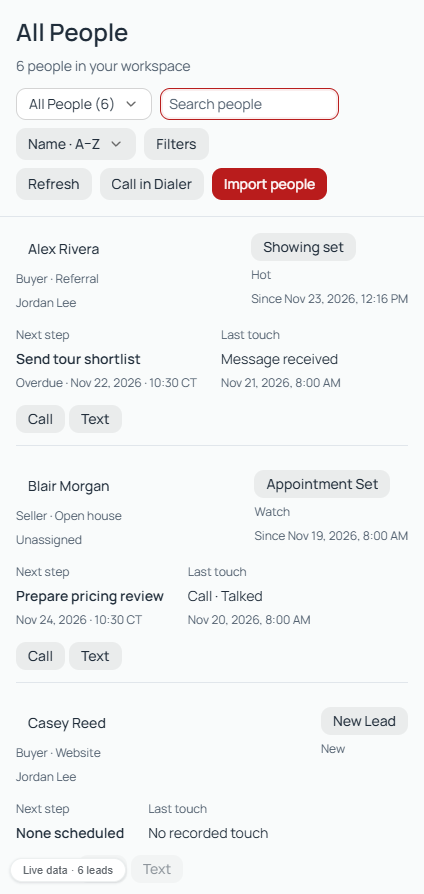 All People
6 people in your workspace
All People (6)
Search people
Name · A–Z
Filters
Refresh
Call in Dialer
Import people
Alex Rivera
Showing set
Buyer · Referral
Hot
Jordan Lee
Since Nov 23, 2026, 12:16 PM
Next step
Last touch
Send tour shortlist
Message received
Overdue · Nov 22, 2026 · 10:30 CT
Nov 21, 2026, 8:00 AM
Call
Text
Blair Morgan
Appointment Set
Seller · Open house
Watch
Unassigned
Since Nov 19, 2026, 8:00 AM
Next step
Last touch
Prepare pricing review
Call · Talked
Nov 24, 2026 · 10:30 CT
Nov 20, 2026, 8:00 AM
Call
Text
Casey Reed
New Lead
Buyer · Website
New
Jordan Lee
Next step
Last touch
None scheduled
No recorded touch
Live data · 6 leads
Text